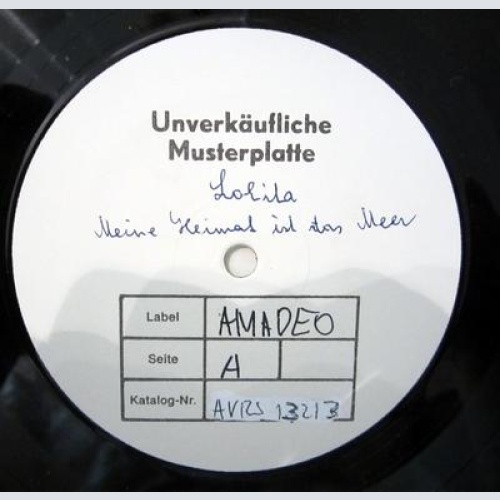 Unverkäufliche
Musterplatte
Lolita
Meine Heimat ist das Meer
Label AMADEO
Seite A
Katalog-Nr. AVRS 13213